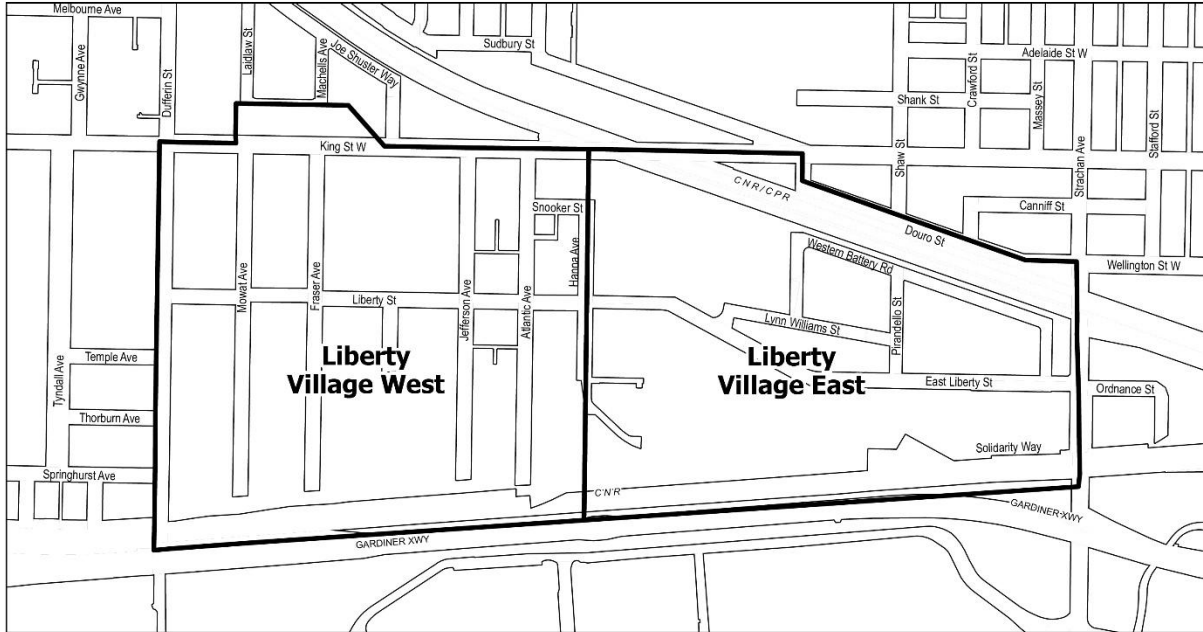 Melbourne Ave
Gwynne Ave
Dufferin St
Laidlaw St
Machells Ave
Joe Shuster Way
Sudbury St
Adelaide St W
Crawford St
Massey St
Shank St
Shaw St
Strachan Ave
Stafford St
King St W
CNR/CPR
Snooker St
Canniff St
Douro St
Wellington St W
Western Battery Rd
Hanna Ave
Mowat Ave
Fraser Ave
Liberty St
Jefferson Ave
Atlantic Ave
Lynn Williams St
Pirandello St
Liberty
Village West
Liberty
Village East
Temple Ave
Tyndall Ave
East Liberty St
Ordnance St
Thorburn Ave
Solidarity Way
Springhurst Ave
CNR
GARDINER XWY
GARDINER XWY